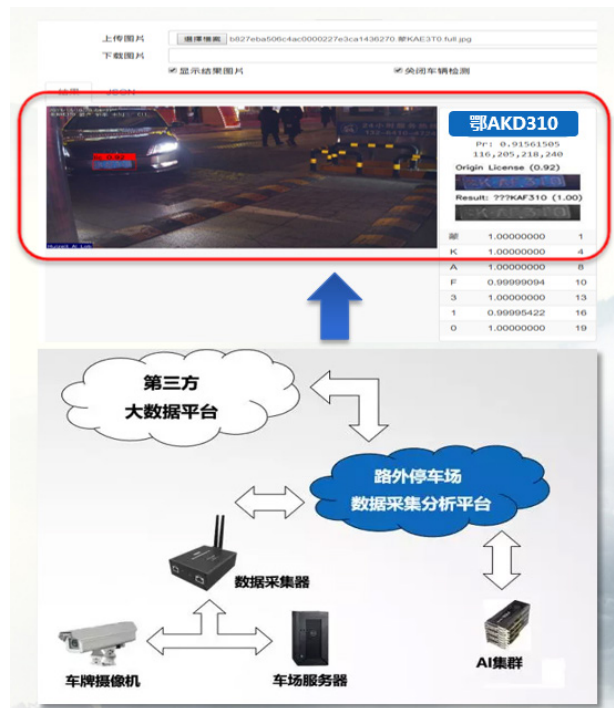 上传图片
選擇檔案 b827eba506c4ac0000227e3ca1436270.蒙KAE3T0.full.jpg
下载图片
显示结果图片 关闭车辆检测
结果 JSON
鄂AKD310
Pr: 0.91561505
116,205,218,240
Origin License (0.92)
Result: ???KAF310 (1.00)
蒙 1.00000000 1
K 1.00000000 4
A 1.00000000 8
F 0.99999094 10
3 1.00000000 13
1 0.99995422 16
0 1.00000000 19
第三方
大数据平台
路外停车场
数据采集分析平台
数据采集器
车牌摄像机
车场服务器
AI集群